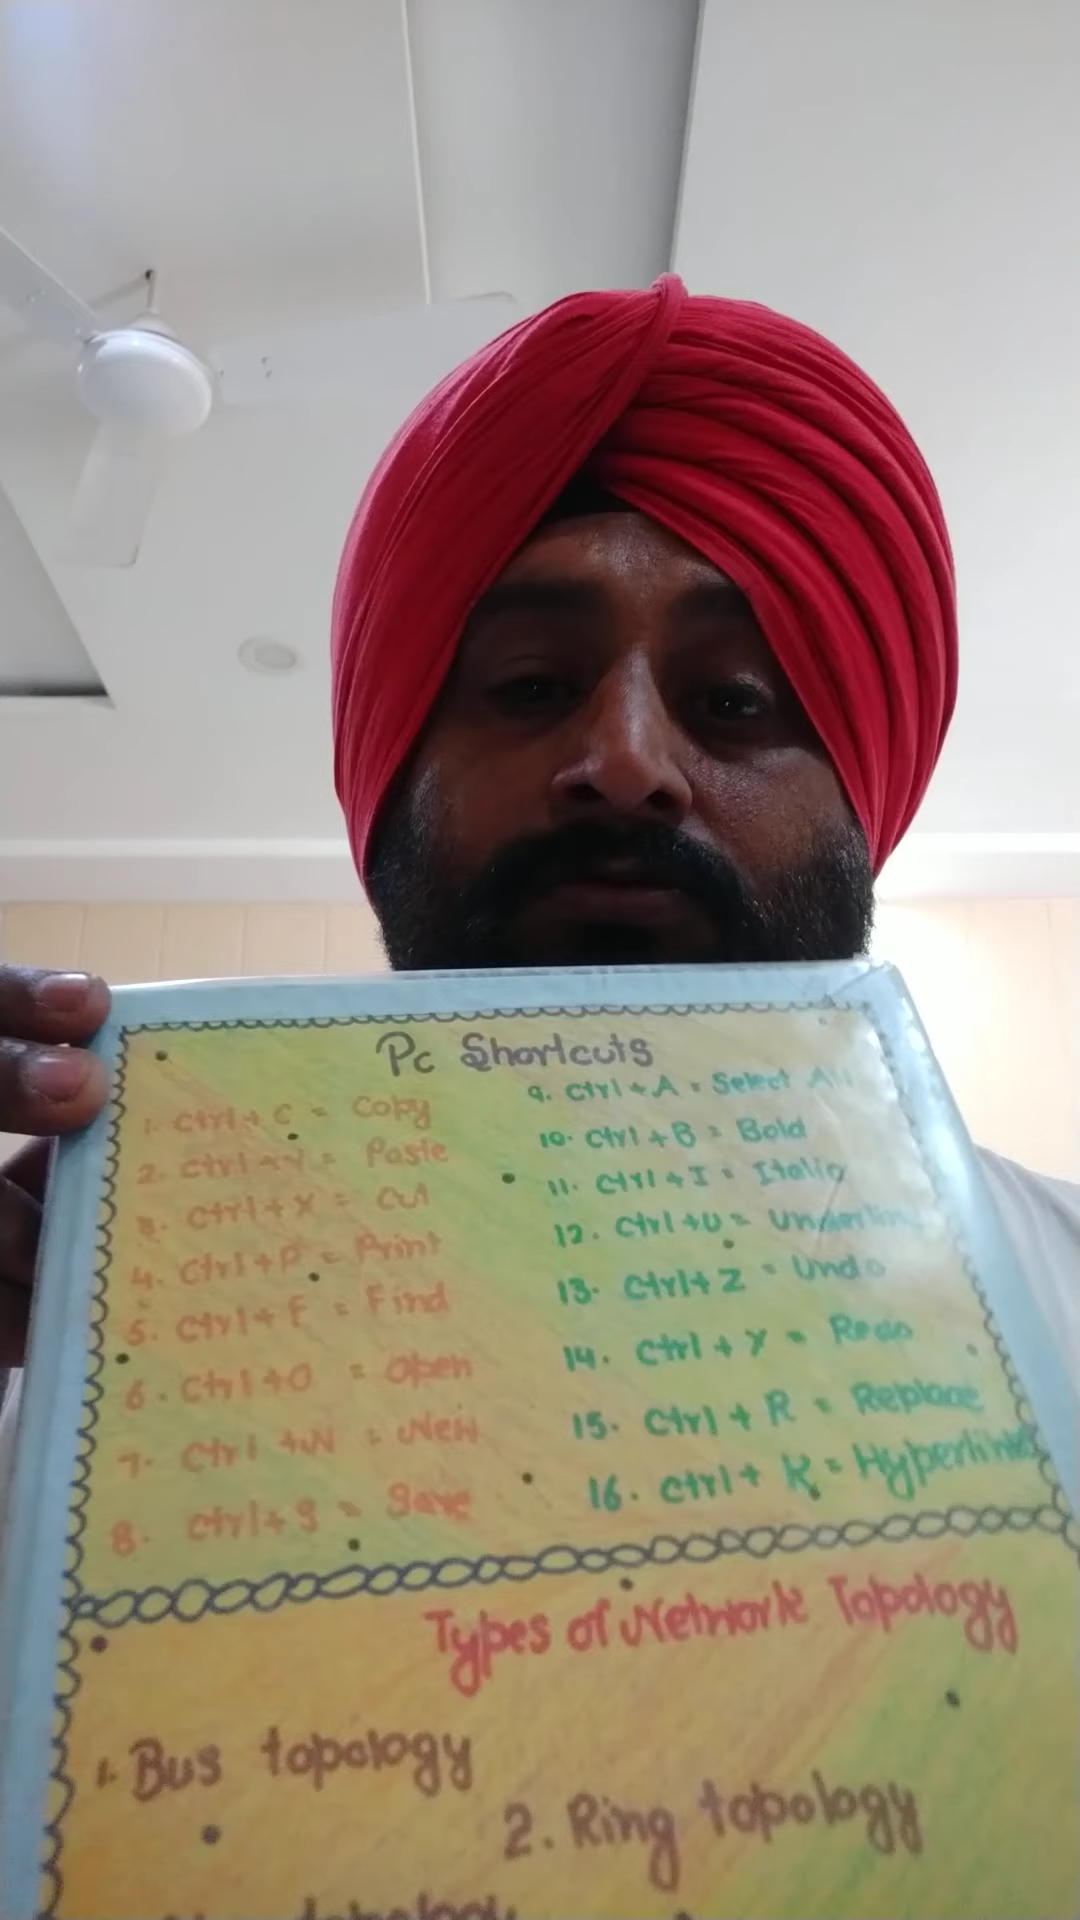 Pc Shortcuts
1. Ctrl + C = Copy
2. Ctrl + V = Paste
3. Ctrl + X = Cut
4. Ctrl + P = Print
5. Ctrl + F = Find
6. Ctrl + O = Open
7. Ctrl + N = New
8. Ctrl + S = Save
9. Ctrl + A = Select All
10. Ctrl + B = Bold
11. Ctrl + I = Italic
12. Ctrl + U = Underline
13. Ctrl + Z = Undo
14. Ctrl + Y = Redo
15. Ctrl + R = Replace
16. Ctrl + K = Hyperlink
Types of Network Topology
1. Bus topology
2. Ring topology
topology